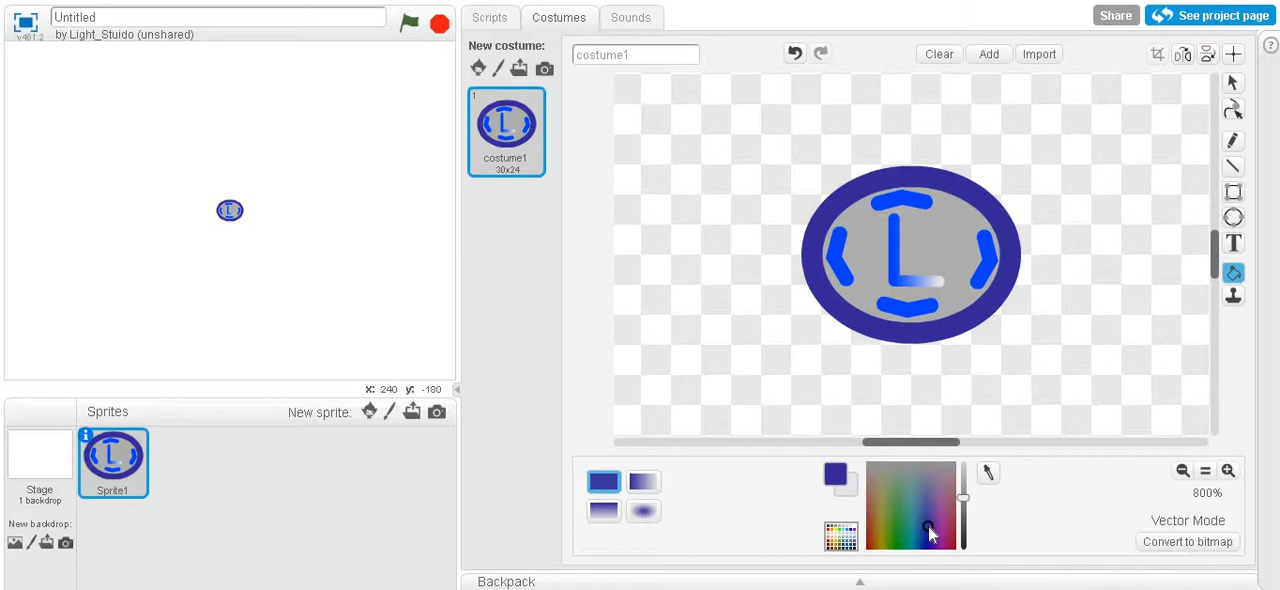 Untitled
by Light_Stuido (unshared)
v461.2
Scripts
Costumes
Sounds
Share
See project page
New costume:
costume1
Clear
Add
Import
1
costume1
30x24
L
L
L
X: 240 y: -180
Sprites
New sprite:
Stage
1 backdrop
New backdrop:
L
Sprite1
T
800%
Vector Mode
Convert to bitmap
Backpack